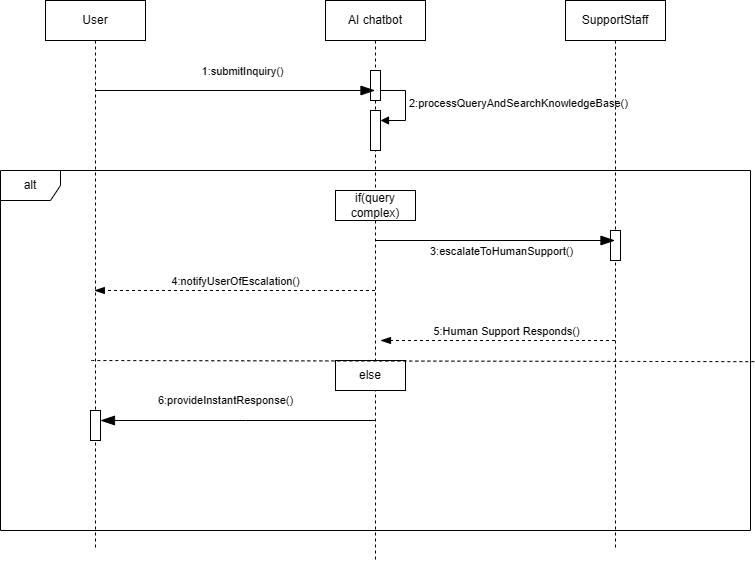 User
AI chatbot
SupportStaff
1:submitInquiry()
2:processQueryAndSearchKnowledgeBase()
alt
if(query
complex)
3:escalateToHumanSupport()
4:notifyUserOfEscalation()
5:Human Support Responds()
else
6:provideInstantResponse()